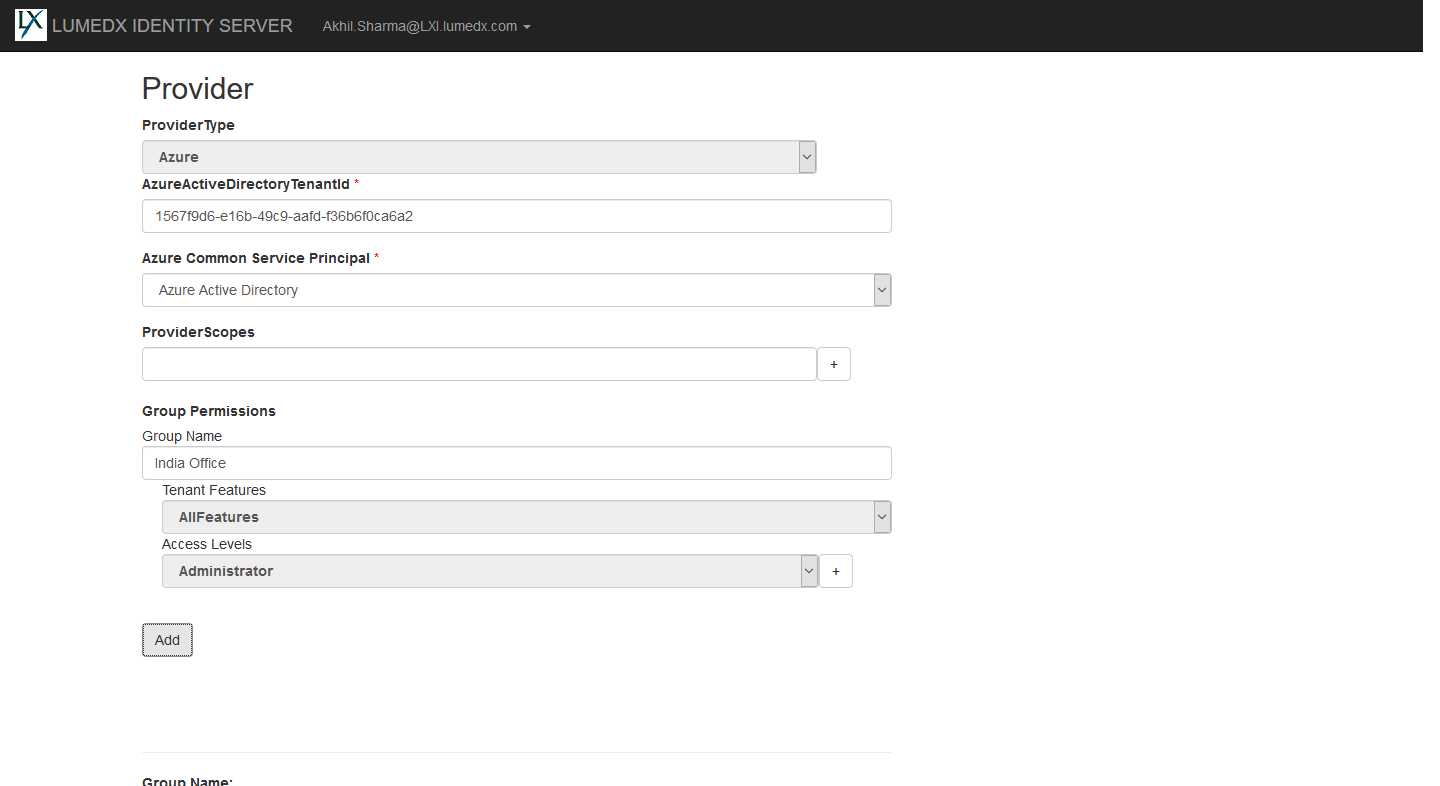 LX LUMEDX IDENTITY SERVER Akhil.Sharma@LXI.lumedx.com
Provider
ProviderType
Azure
AzureActiveDirectoryTenantId *
1567f9d6-e16b-49c9-aafd-f36b6f0ca6a2
Azure Common Service Principal *
Azure Active Directory
ProviderScopes
+
Group Permissions
Group Name
India Office
Tenant Features
AllFeatures
Access Levels
Administrator +
Add
Group Name: